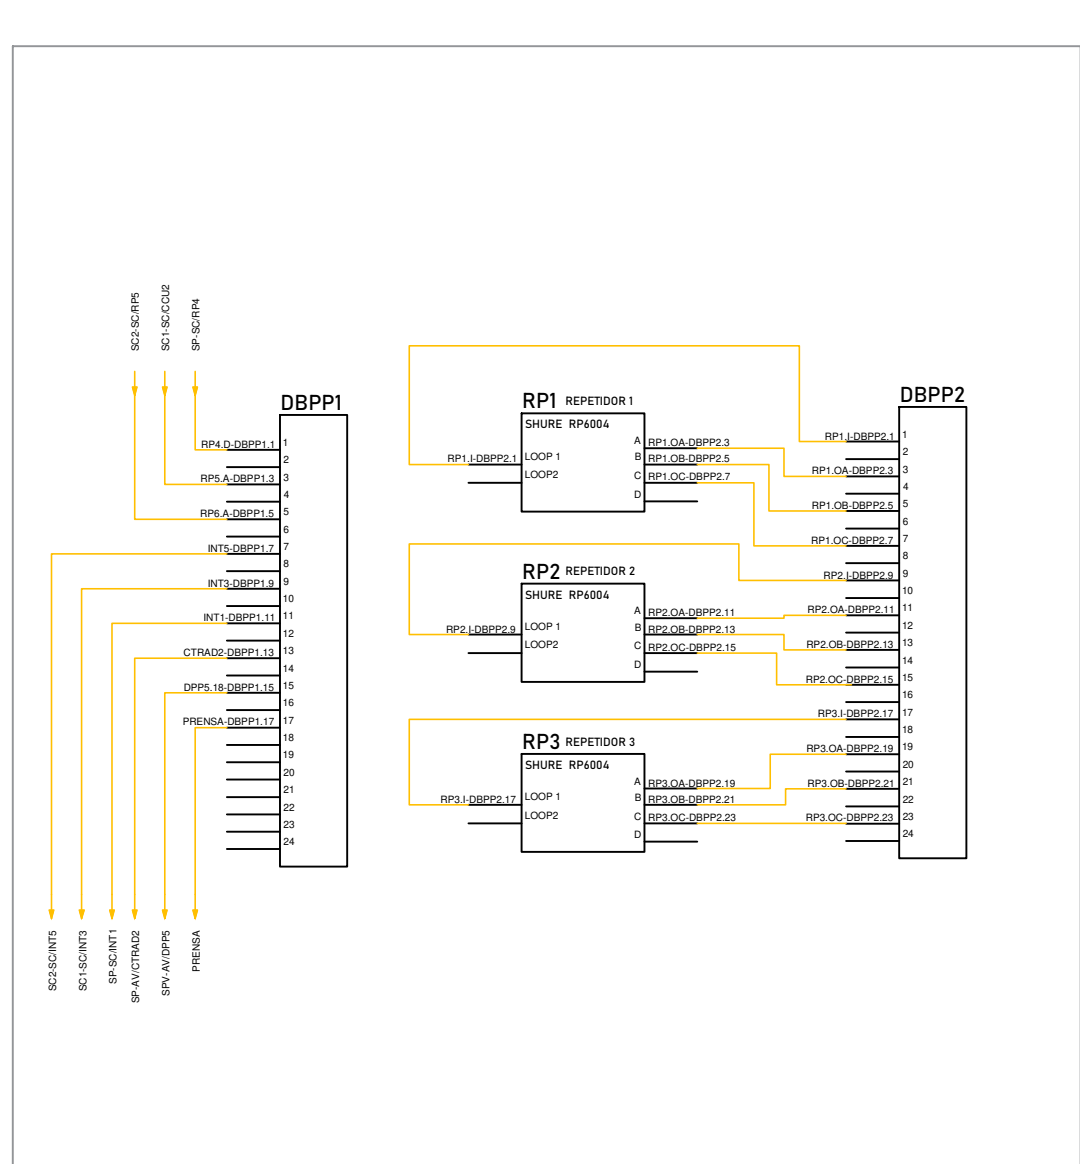 SC2-SC/RP5
SC1-SC/CCU2
SP-SC/RP4
DBPP1
RP4.D-DBPP1.1 1
2
RP5.A-DBPP1.3 3
4
RP6.A-DBPP1.5 5
6
INT5-DBPP1.7 7
8
INT3-DBPP1.9 9
10
INT1-DBPP1.11 11
12
CTRAD2-DBPP1.13 13
14
DPP5.18-DBPP1.15 15
16
PRENSA-DBPP1.17 17
18
19
20
21
22
23
24
SC2-SC/INT5
SC1-SC/INT3
SP-SC/INT1
SP-AV/CTRAD2
SPV-AV/DPP5
PRENSA
RP1 REPETIDOR 1
SHURE RP6004
A RP1.OA-DBPP2.3
RP1.I-DBPP2.1 LOOP 1 B RP1.OB-DBPP2.5
LOOP2 C RP1.OC-DBPP2.7
D
RP2 REPETIDOR 2
SHURE RP6004
A RP2.OA-DBPP2.11
RP2.I-DBPP2.9 LOOP 1 B RP2.OB-DBPP2.13
LOOP2 C RP2.OC-DBPP2.15
D
RP3 REPETIDOR 3
SHURE RP6004
A RP3.OA-DBPP2.19
RP3.I-DBPP2.17 LOOP 1 B RP3.OB-DBPP2.21
LOOP2 C RP3.OC-DBPP2.23
D
DBPP2
RP1.I-DBPP2.1 1
2
RP1.OA-DBPP2.3 3
4
RP1.OB-DBPP2.5 5
6
RP1.OC-DBPP2.7 7
8
RP2.I-DBPP2.9 9
10
RP2.OA-DBPP2.11 11
12
RP2.OB-DBPP2.13 13
14
RP2.OC-DBPP2.15 15
16
RP3.I-DBPP2.17 17
18
RP3.OA-DBPP2.19 19
20
RP3.OB-DBPP2.21 21
22
RP3.OC-DBPP2.23 23
24